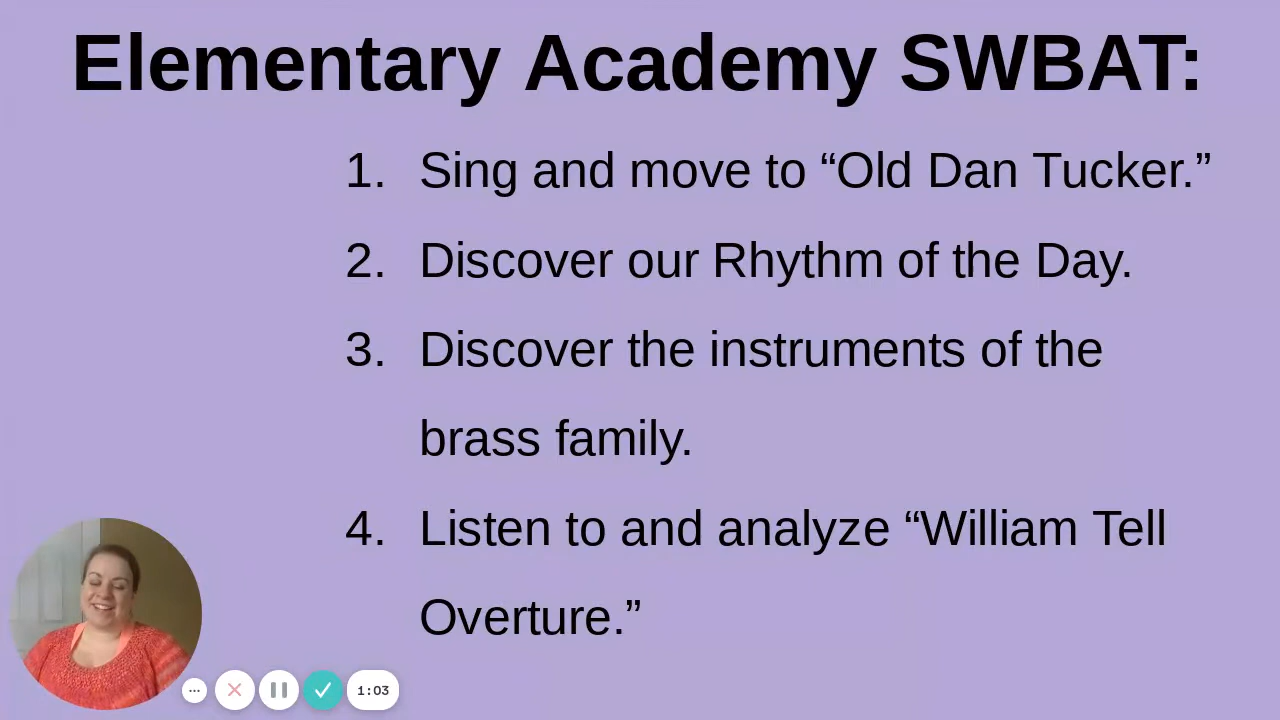 Elementary Academy SWBAT:
1. Sing and move to “Old Dan Tucker.”
2. Discover our Rhythm of the Day.
3. Discover the instruments of the
brass family.
4. Listen to and analyze “William Tell
Overture.”
1:03